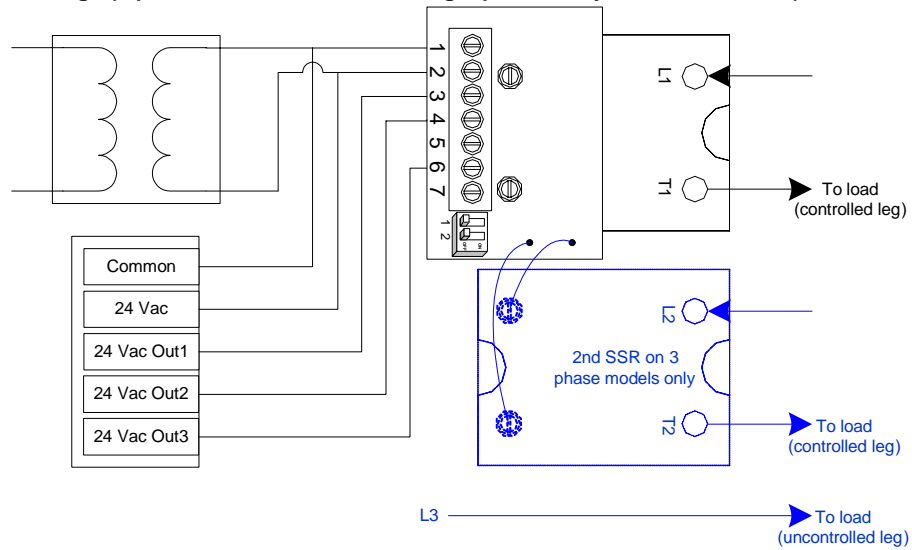 1
2
3
4
5
6
7
1
2
OFF
ON
L1
T1
To load
(controlled leg)
Common
24 Vac
24 Vac Out1
24 Vac Out2
24 Vac Out3
L2
2nd SSR on 3
phase models only
T2
To load
(controlled leg)
L3
To load
(uncontrolled leg)